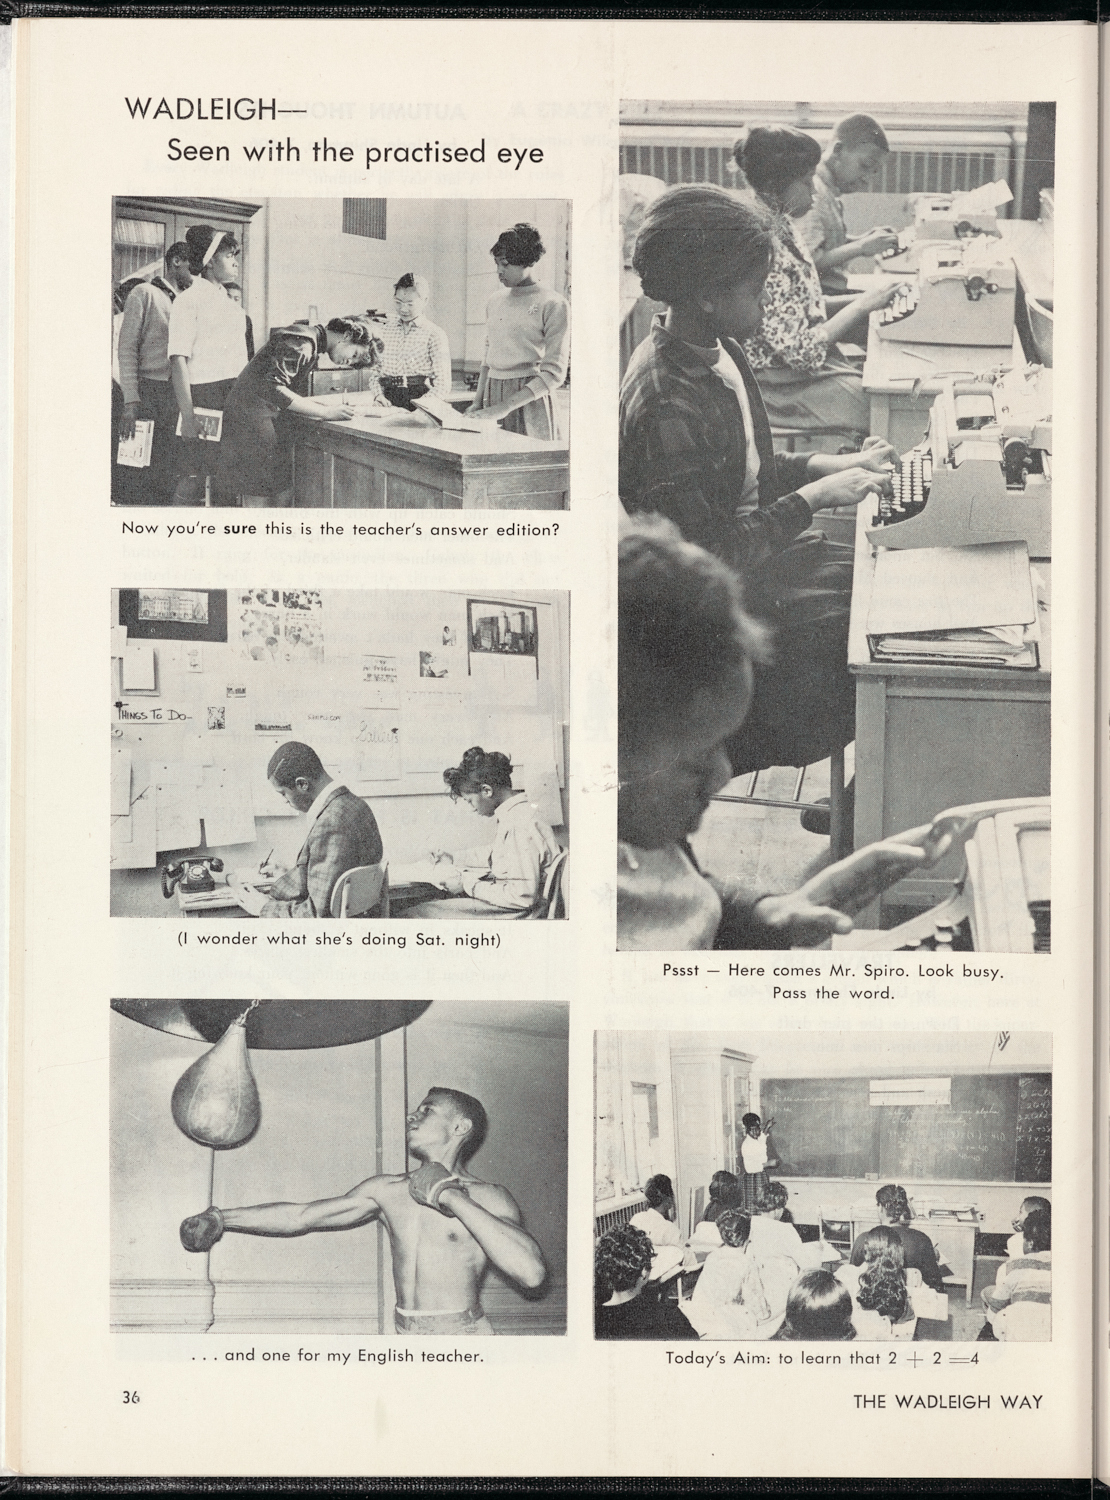 WADLEIGH—
Seen with the practised eye
Now you're sure this is the teacher's answer edition?
THINGS TO DO-
(I wonder what she's doing Sat. night)
. . . and one for my English teacher.
Pssst — Here comes Mr. Spiro. Look busy.
Pass the word.
Today's Aim: to learn that 2 + 2 =4
36
THE WADLEIGH WAY